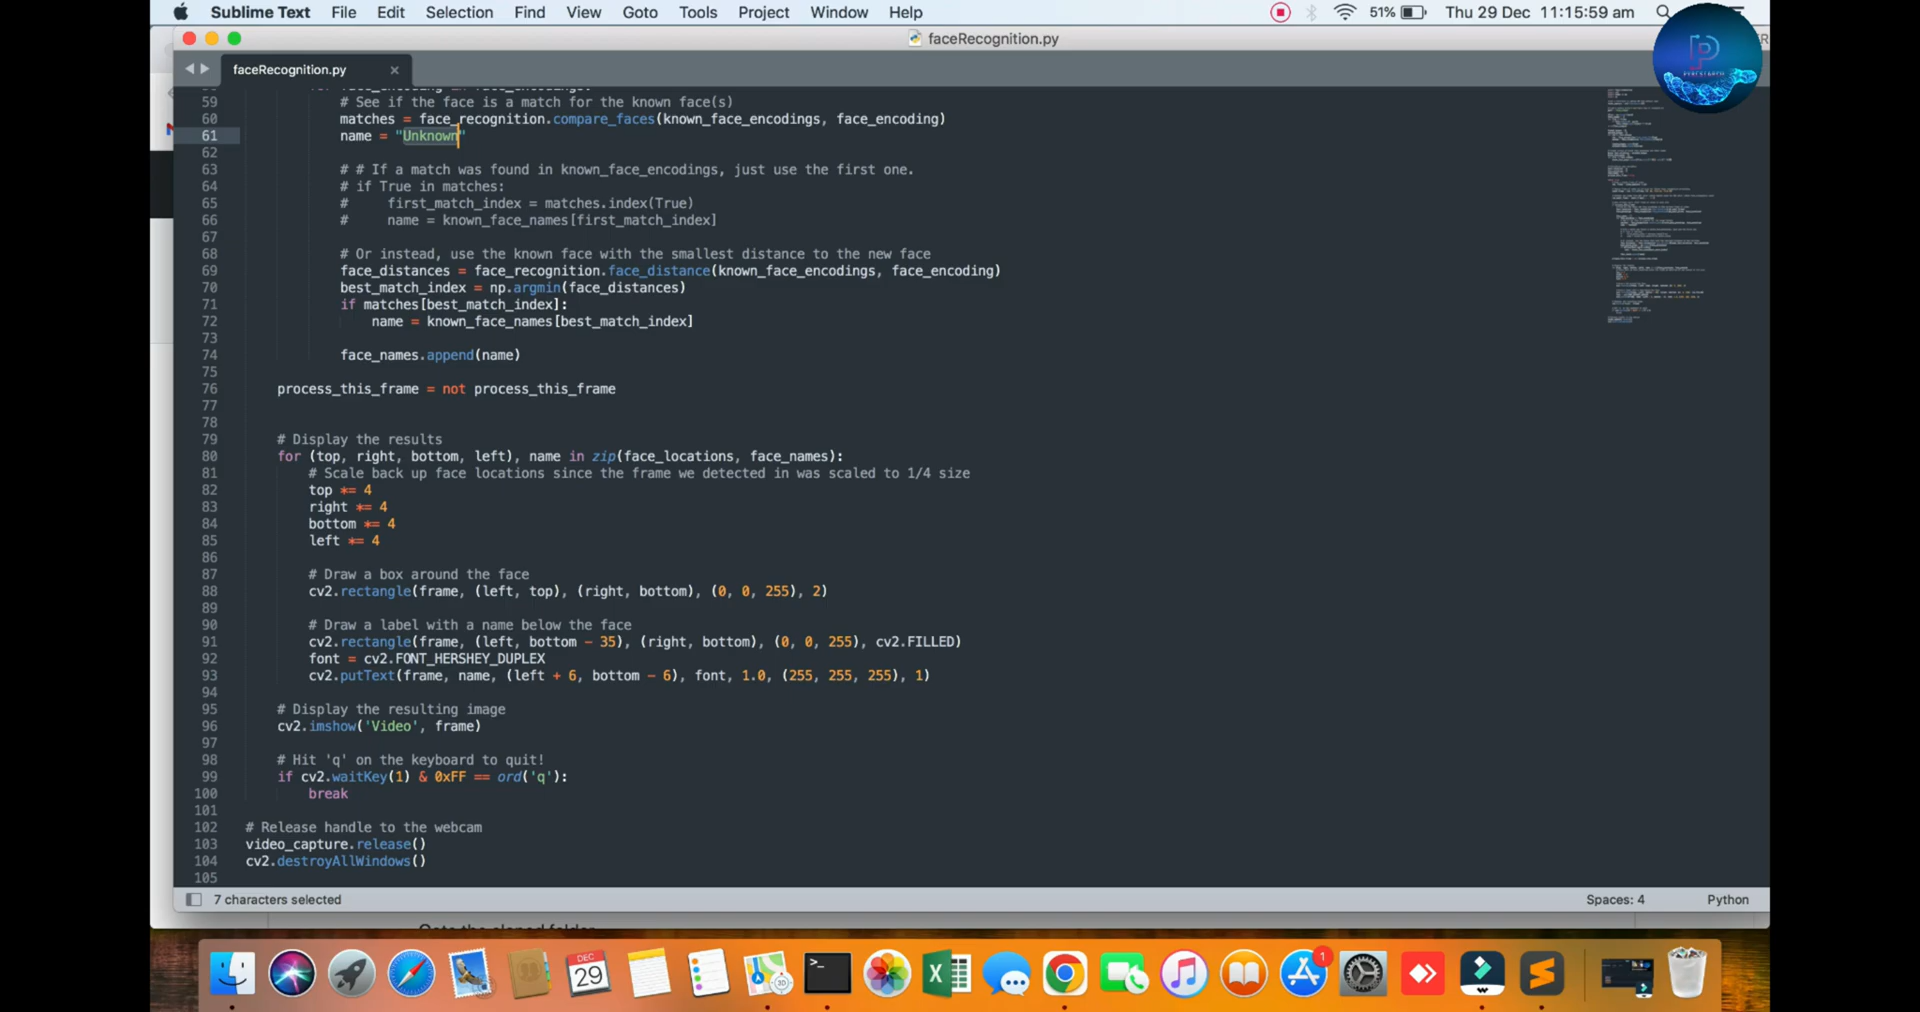 Sublime Text File Edit Selection Find View Goto Tools Project Window Help 51% Thu 29 Dec 11:15:59 am
faceRecognition.py
faceRecognition.py ×
59 # See if the face is a match for the known face(s)
60 matches = face_recognition.compare_faces(known_face_encodings, face_encoding)
61 name = "Unknown"
62
63 # # If a match was found in known_face_encodings, just use the first one.
64 # if True in matches:
65 #     first_match_index = matches.index(True)
66 #     name = known_face_names[first_match_index]
67
68 # Or instead, use the known face with the smallest distance to the new face
69 face_distances = face_recognition.face_distance(known_face_encodings, face_encoding)
70 best_match_index = np.argmin(face_distances)
71 if matches[best_match_index]:
72 name = known_face_names[best_match_index]
73
74 face_names.append(name)
75
76 process_this_frame = not process_this_frame
77
78
79 # Display the results
80 for (top, right, bottom, left), name in zip(face_locations, face_names):
81 # Scale back up face locations since the frame we detected in was scaled to 1/4 size
82 top *= 4
83 right *= 4
84 bottom *= 4
85 left *= 4
86
87 # Draw a box around the face
88 cv2.rectangle(frame, (left, top), (right, bottom), (0, 0, 255), 2)
89
90 # Draw a label with a name below the face
91 cv2.rectangle(frame, (left, bottom - 35), (right, bottom), (0, 0, 255), cv2.FILLED)
92 font = cv2.FONT_HERSHEY_DUPLEX
93 cv2.putText(frame, name, (left + 6, bottom - 6), font, 1.0, (255, 255, 255), 1)
94
95 # Display the resulting image
96 cv2.imshow('Video', frame)
97
98 # Hit 'q' on the keyboard to quit!
99 if cv2.waitKey(1) & 0xFF == ord('q'):
100 break
101
102 # Release handle to the webcam
103 video_capture.release()
104 cv2.destroyAllWindows()
105
7 characters selected Spaces: 4 Python
DEC
29
1